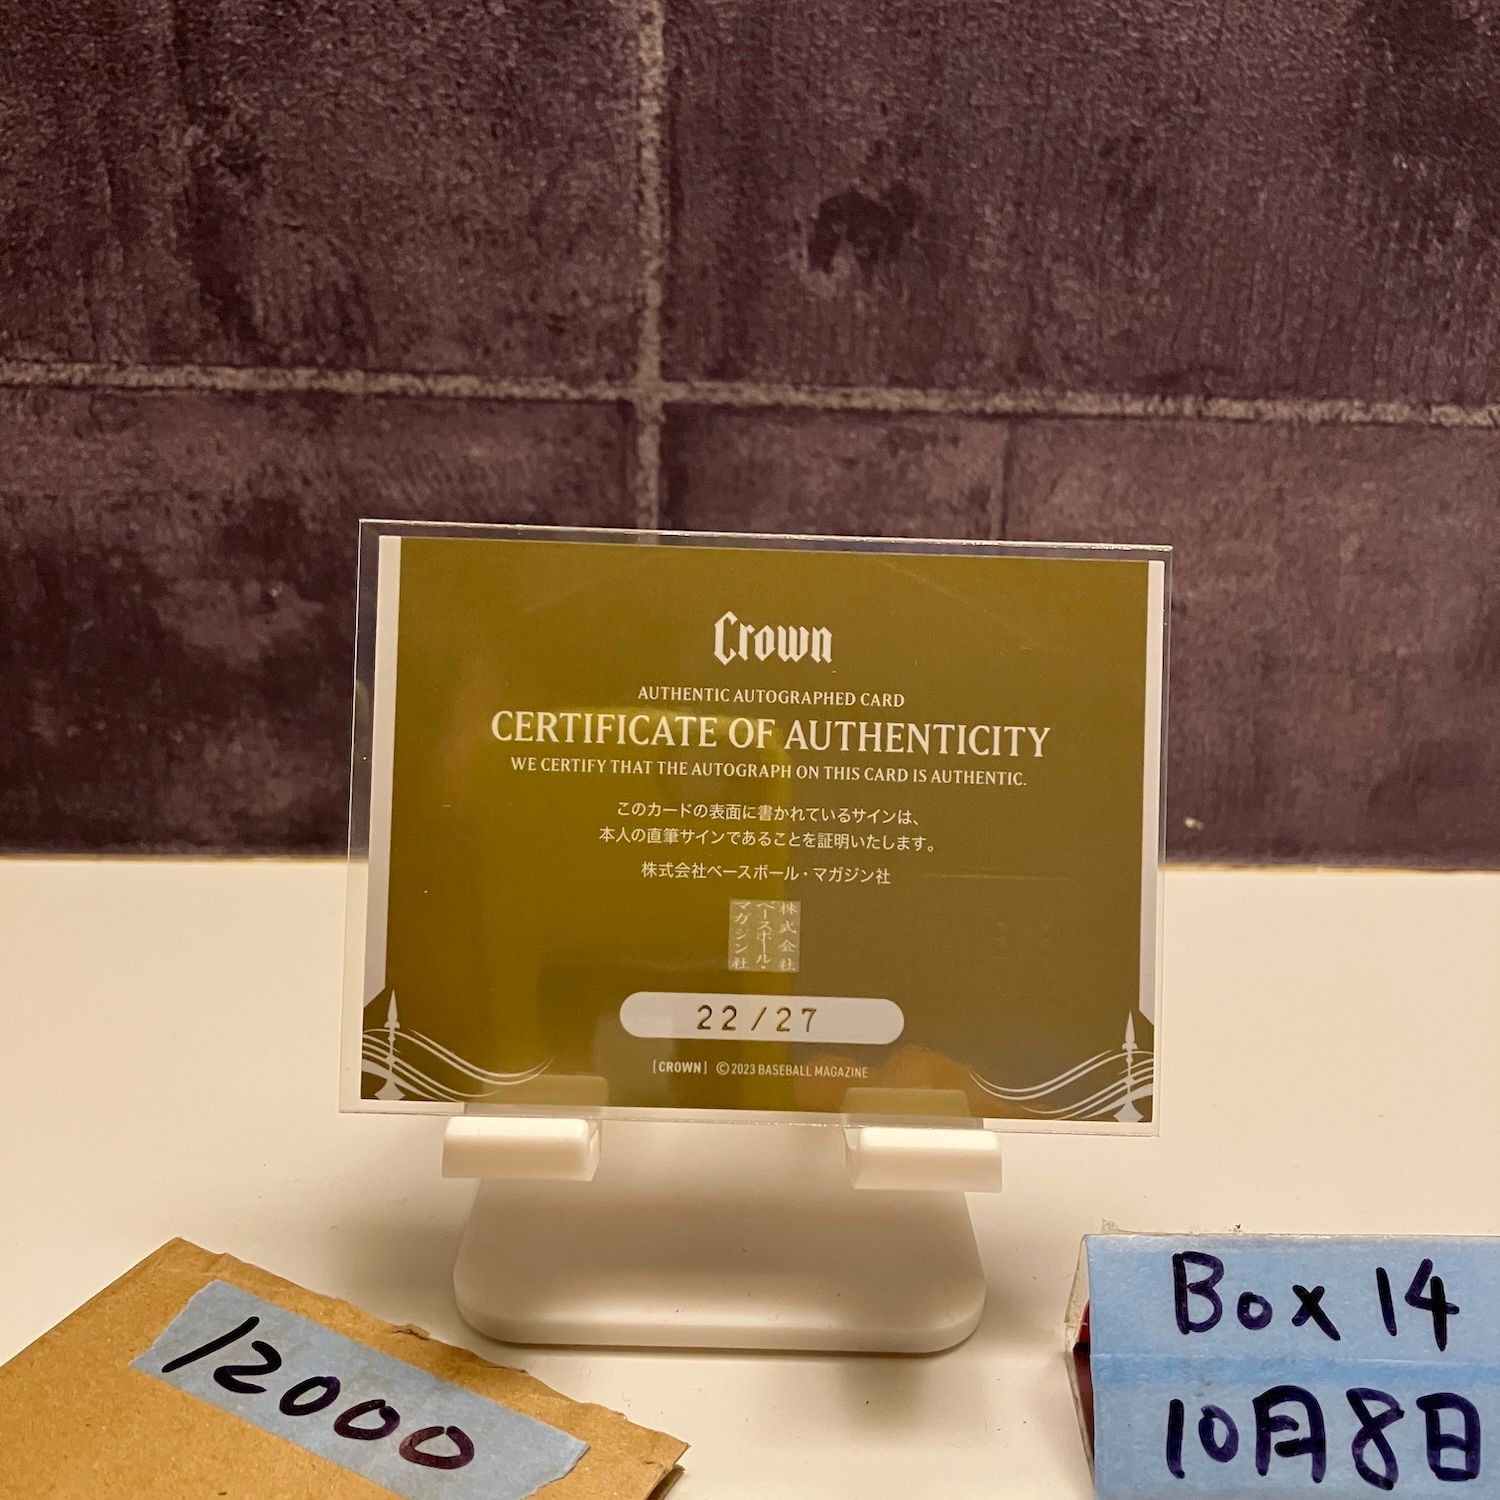 Crown
AUTHENTIC AUTOGRAPHED CARD
CERTIFICATE OF AUTHENTICITY
WE CERTIFY THAT THE AUTOGRAPH ON THIS CARD IS AUTHENTIC.
このカードの表面に書かれているサインは、
本人の直筆サインであることを証明いたします。
株式会社ベースボール・マガジン社
株式会社
ベースボール・
マガジン社
22/27
[CROWN] ©2023 BASEBALL MAGAZINE
12000
Box 14
10月8日